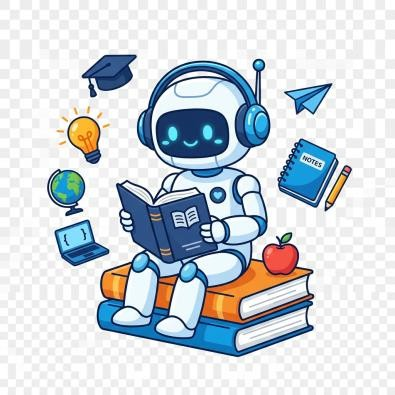 NOTES
{ }